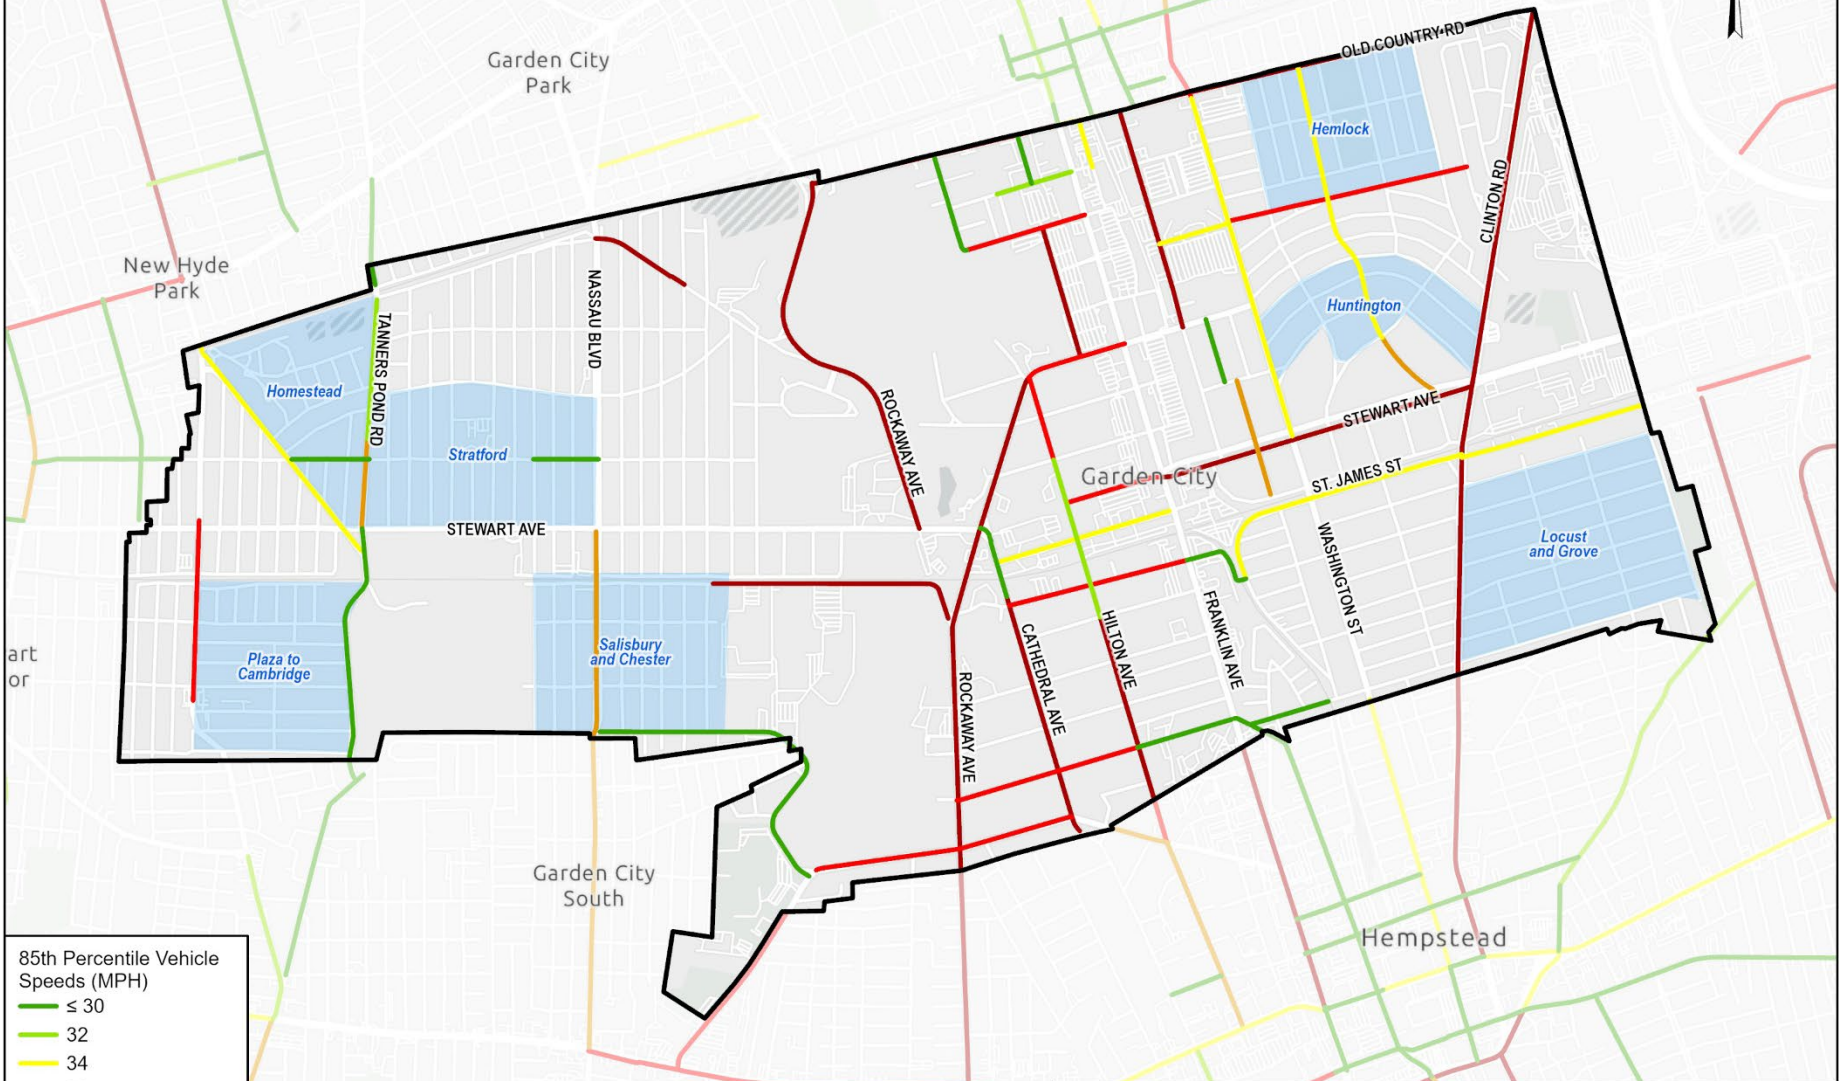 OLD COUNTRY RD
Garden City
Park
Hemlock
CLINTON RD
New Hyde
Park
NASSAU BLVD
Huntington
TANNERS POND RD
Homestead
ROCKAWAY AVE
STEWART AVE
Stratford
Garden City
ST. JAMES ST
STEWART AVE
WASHINGTON ST
Locust
and Grove
FRANKLIN AVE
HILTON AVE
CATHEDRAL AVE
art
or
Plaza to
Cambridge
Salisbury
and Chester
ROCKAWAY AVE
Garden City
South
Hempstead
85th Percentile Vehicle
Speeds (MPH)
≤ 30
32
34